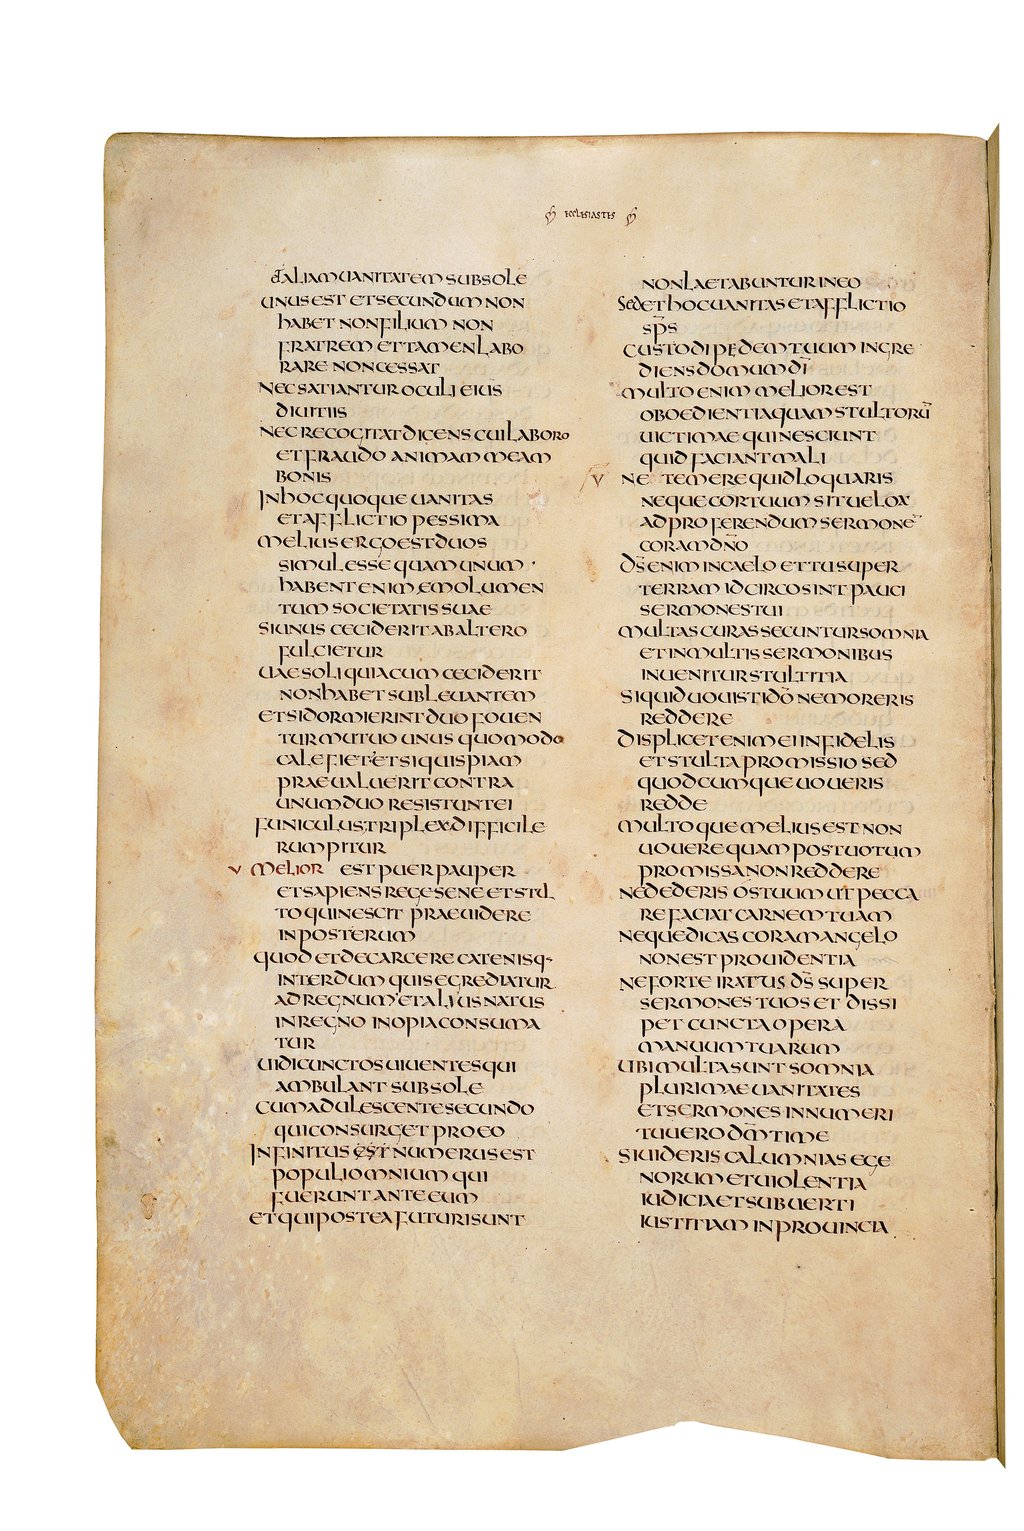 ECCLESIASTES
ALIAM UANITATEM SUB SOLE
UNUS EST ET SECUNDUM NON
HABET NON FILIUM NON
FRATREM ET TAMEN LABO
RARE NON CESSAT
NEC SATIANTUR OCULI EIUS
DIUITIIS
NEC RECOGITAT DICENS CUI LABORO
ET FRAUDO ANIMAM MEAM
BONIS
IN HOC QUOQUE UANITAS
ET AFFLICTIO PESSIMA
MELIUS ERGO EST DUOS
SIMUL ESSE QUAM UNUM
HABENT ENIM EMOLUMEN
TUM SOCIETATIS SUAE
SI UNUS CECIDERIT AB ALTERO
FULCIETUR
UAE SOLI QUIA CUM CECIDERIT
NON HABET SUBLEUANTEM
ET SI DORMIERINT DUO FOUEN
TUR MUTUO UNUS QUOMODO
CALEFIET ET SI QUISPIAM
PRAEUALUERIT CONTRA
UNUM DUO RESISTUNT EI
FUNICULUS TRIPLEX DIFFICILE
RUMPITUR
V MELIOR EST PUER PAUPER
ET SAPIENS REGE SENE ET STUL
TO QUI NESCIT PRAEUIDERE
IN POSTERUM
QUOD ET DE CARCERE CATENISQ·
INTERDUM QUIS EGREDIATUR
AD REGNUM ET ALIUS NATUS
IN REGNO INOPIA CONSUMA
TUR
UIDI CUNCTOS UIUENTES QUI
AMBULANT SUB SOLE
CUM ADULESCENTE SECUNDO
QUI CONSURGET PRO EO
INFINITUS EST NUMERUS EST
POPULI OMNIUM QUI
FUERUNT ANTE EUM
ET QUI POSTEA FUTURI SUNT
NON LAETABUNTUR IN EO
SED ET HOC UANITAS ET AFFLICTIO
SP̄S
CUSTODI PEDEM TUUM INGRE
DIENS DOMUM DĪ
MULTO ENIM MELIOR EST
OBOEDIENTIA QUAM STULTORŪ
UICTIMAE QUI NESCIUNT
QUID FACIANT MALI
V NE TEMERE QUID LOQUARIS
NEQUE COR TUUM SIT UELOX
AD PROFERENDUM SERMONĒ
CORAM DN̄O
DS̄ ENIM IN CAELO ET TU SUPER
TERRAM IDCIRCO SINT PAUCI
SERMONES TUI
MULTAS CURAS SECUNTUR SOMNIA
ET IN MULTIS SERMONIBUS
INUENITUR STULTITIA
SI QUID UOUISTI DŌ NE MORERIS
REDDERE
DISPLICET ENIM EI INFIDELIS
ET STULTA PROMISSIO SED
QUODCUMQUE UOUERIS
REDDE
MULTOQUE MELIUS EST NON
UOUERE QUAM POST UOTUM
PROMISSA NON REDDERE
NE DEDERIS OS TUUM UT PECCA
RE FACIAT CARNEM TUAM
NEQUE DICAS CORAM ANGELO
NON EST PROUIDENTIA
NE FORTE IRATUS DS̄ SUPER
SERMONES TUOS ET DISSI
PET CUNCTA OPERA
MANUUM TUARUM
UBI MULTA SUNT SOMNIA
PLURIMAE UANITATES
ET SERMONES INNUMERI
TU UERO DM̄ TIME
SI UIDERIS CALUMNIAS EGE
NORUM ET UIOLENTIA
IUDICIA ET SUBUERTI
IUSTITIAM IN PROUINCIA